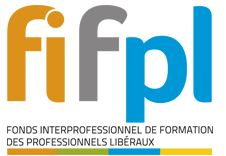 fifpl
FONDS INTERPROFESSIONNEL DE FORMATION
DES PROFESSIONNELS LIBÉRAUX